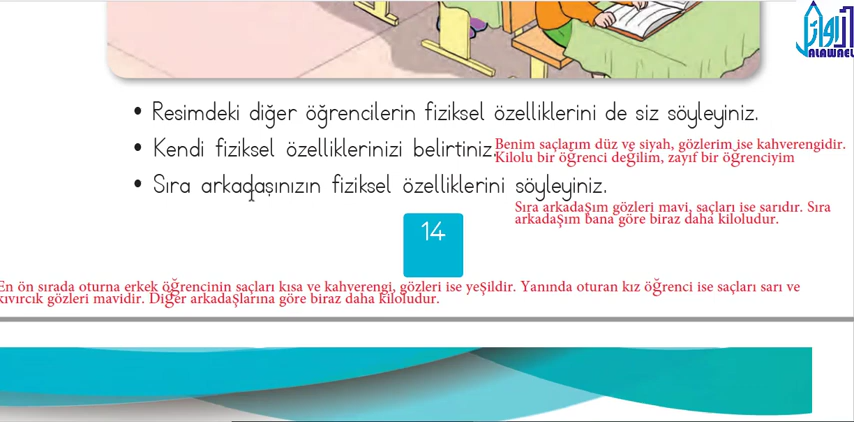 الاوائل
ALAWAEL
• Resimdeki diğer öğrencilerin fiziksel özelliklerini de siz söyleyiniz.
• Kendi fiziksel özelliklerinizi belirtiniz.
Benim saçlarım düz ve siyah, gözlerim ise kahverengidir.
Kilolu bir öğrenci değilim, zayıf bir öğrenciyim
• Sıra arkadaşınızın fiziksel özelliklerini söyleyiniz.
Sıra arkadaşım gözleri mavi, saçları ise sarıdır. Sıra
arkadaşım bana göre biraz daha kiloludur.
14
En ön sırada oturna erkek öğrencinin saçları kısa ve kahverengi, gözleri ise yeşildir. Yanında oturan kız öğrenci ise saçları sarı ve
kıvırcık gözleri mavidir. Diğer arkadaşlarına göre biraz daha kiloludur.